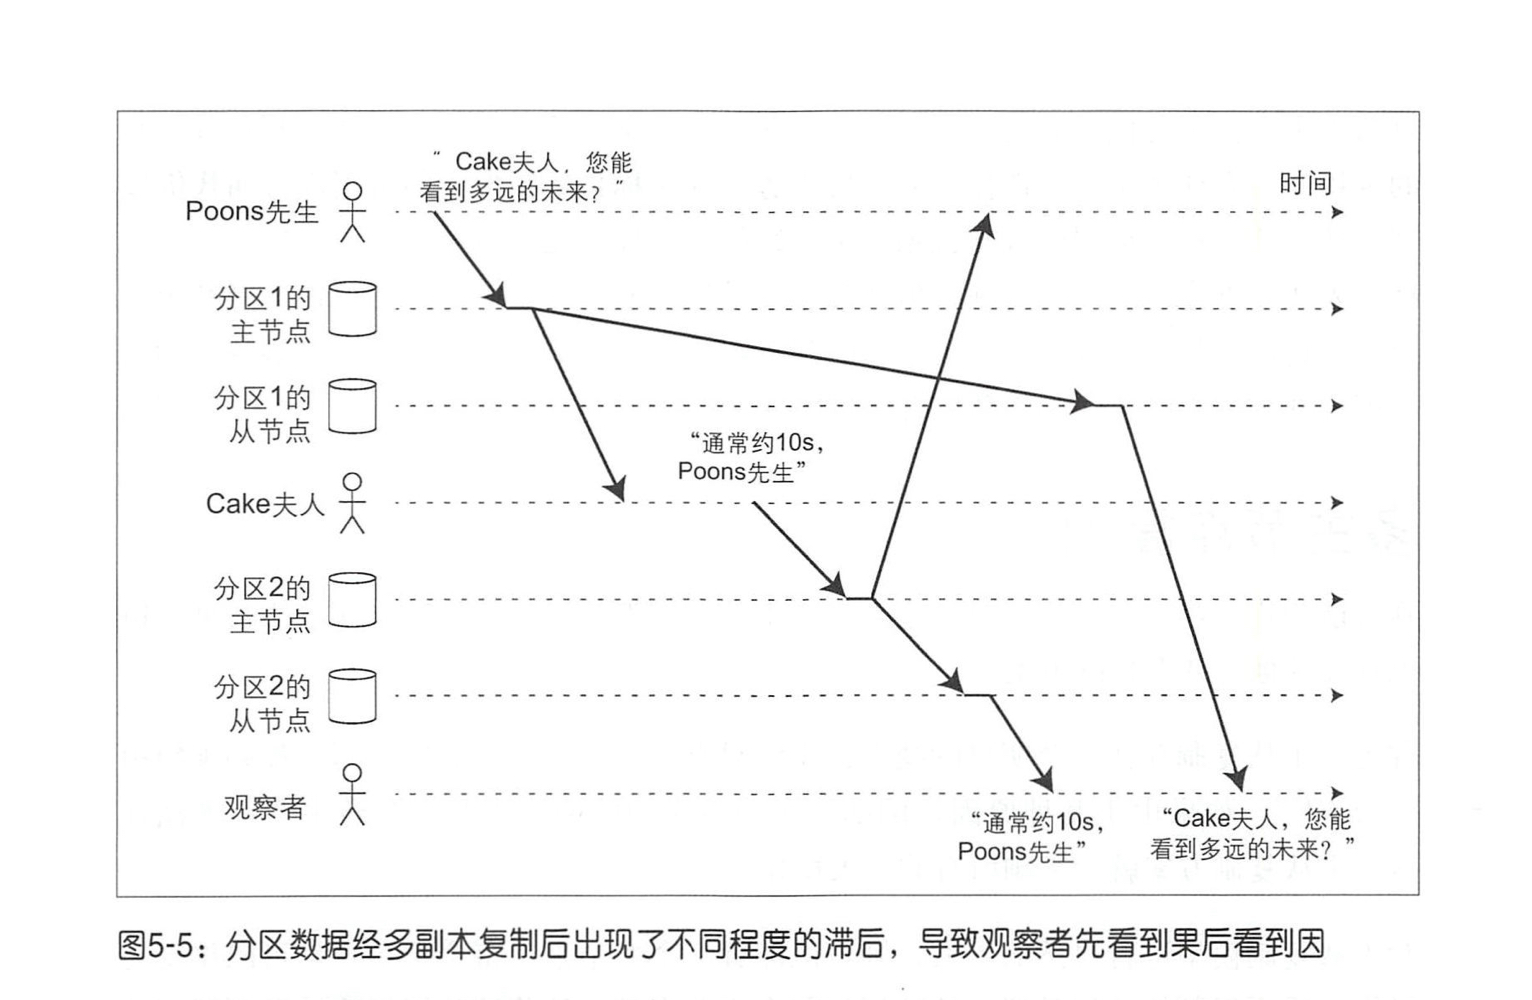 “ Cake夫人，您能
看到多远的未来？”
时间
Poons先生
分区1的
主节点
分区1的
从节点
“通常约10s，
Poons先生”
Cake夫人
分区2的
主节点
分区2的
从节点
观察者
“通常约10s，
Poons先生”
“Cake夫人，您能
看到多远的未来？”
图5-5：分区数据经多副本复制后出现了不同程度的滞后，导致观察者先看到果后看到因